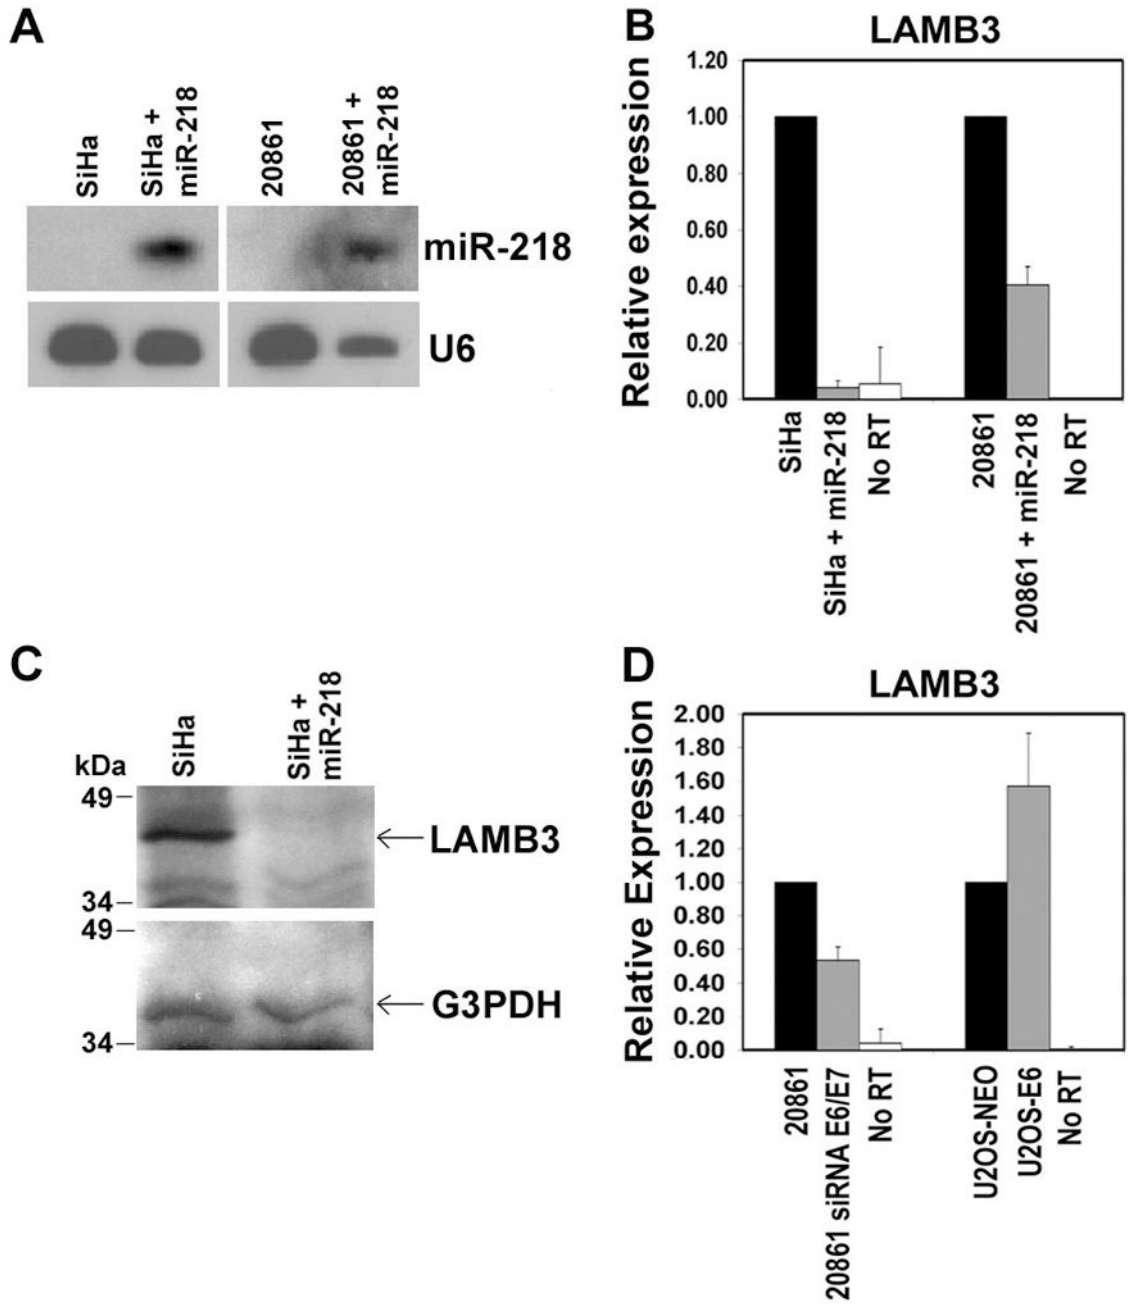 A
SiHa
SiHa +
miR-218
20861
20861 +
miR-218
miR-218
U6
B
LAMB3
Relative expression
1.20
1.00
0.80
0.60
0.40
0.20
0.00
SiHa
SiHa + miR-218
No RT
20861
20861 + miR-218
No RT
C
kDa
SiHa
SiHa +
miR-218
49
LAMB3
34
49
G3PDH
34
D
LAMB3
Relative Expression
2.00
1.80
1.60
1.40
1.20
1.00
0.80
0.60
0.40
0.20
0.00
20861
20861 siRNA E6/E7
No RT
U2OS-NEO
U2OS-E6
No RT